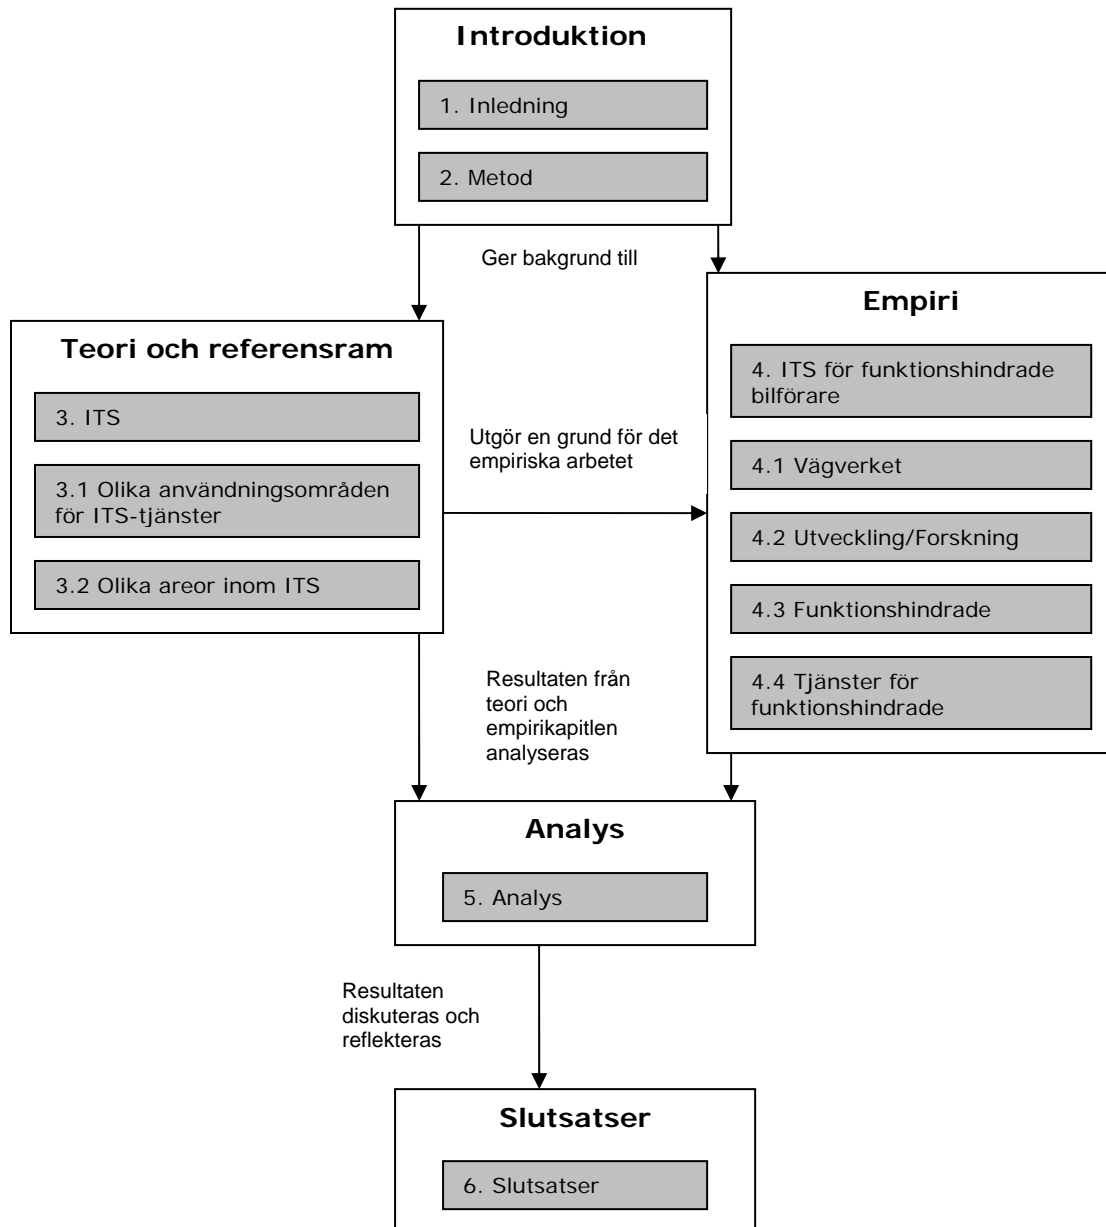 Introduktion
1. Inledning
2. Metod
Ger bakgrund till
Teori och referensram
3. ITS
3.1 Olika användningsområden
för ITS-tjänster
3.2 Olika areor inom ITS
Utgör en grund för det
empiriska arbetet
Empiri
4. ITS för funktionshindrade
bilförare
4.1 Vägverket
4.2 Utveckling/Forskning
4.3 Funktionshindrade
4.4 Tjänster för
funktionshindrade
Resultaten från
teori och
empirikapitlen
analyseras
Analys
5. Analys
Resultaten
diskuteras och
reflekteras
Slutsatser
6. Slutsatser